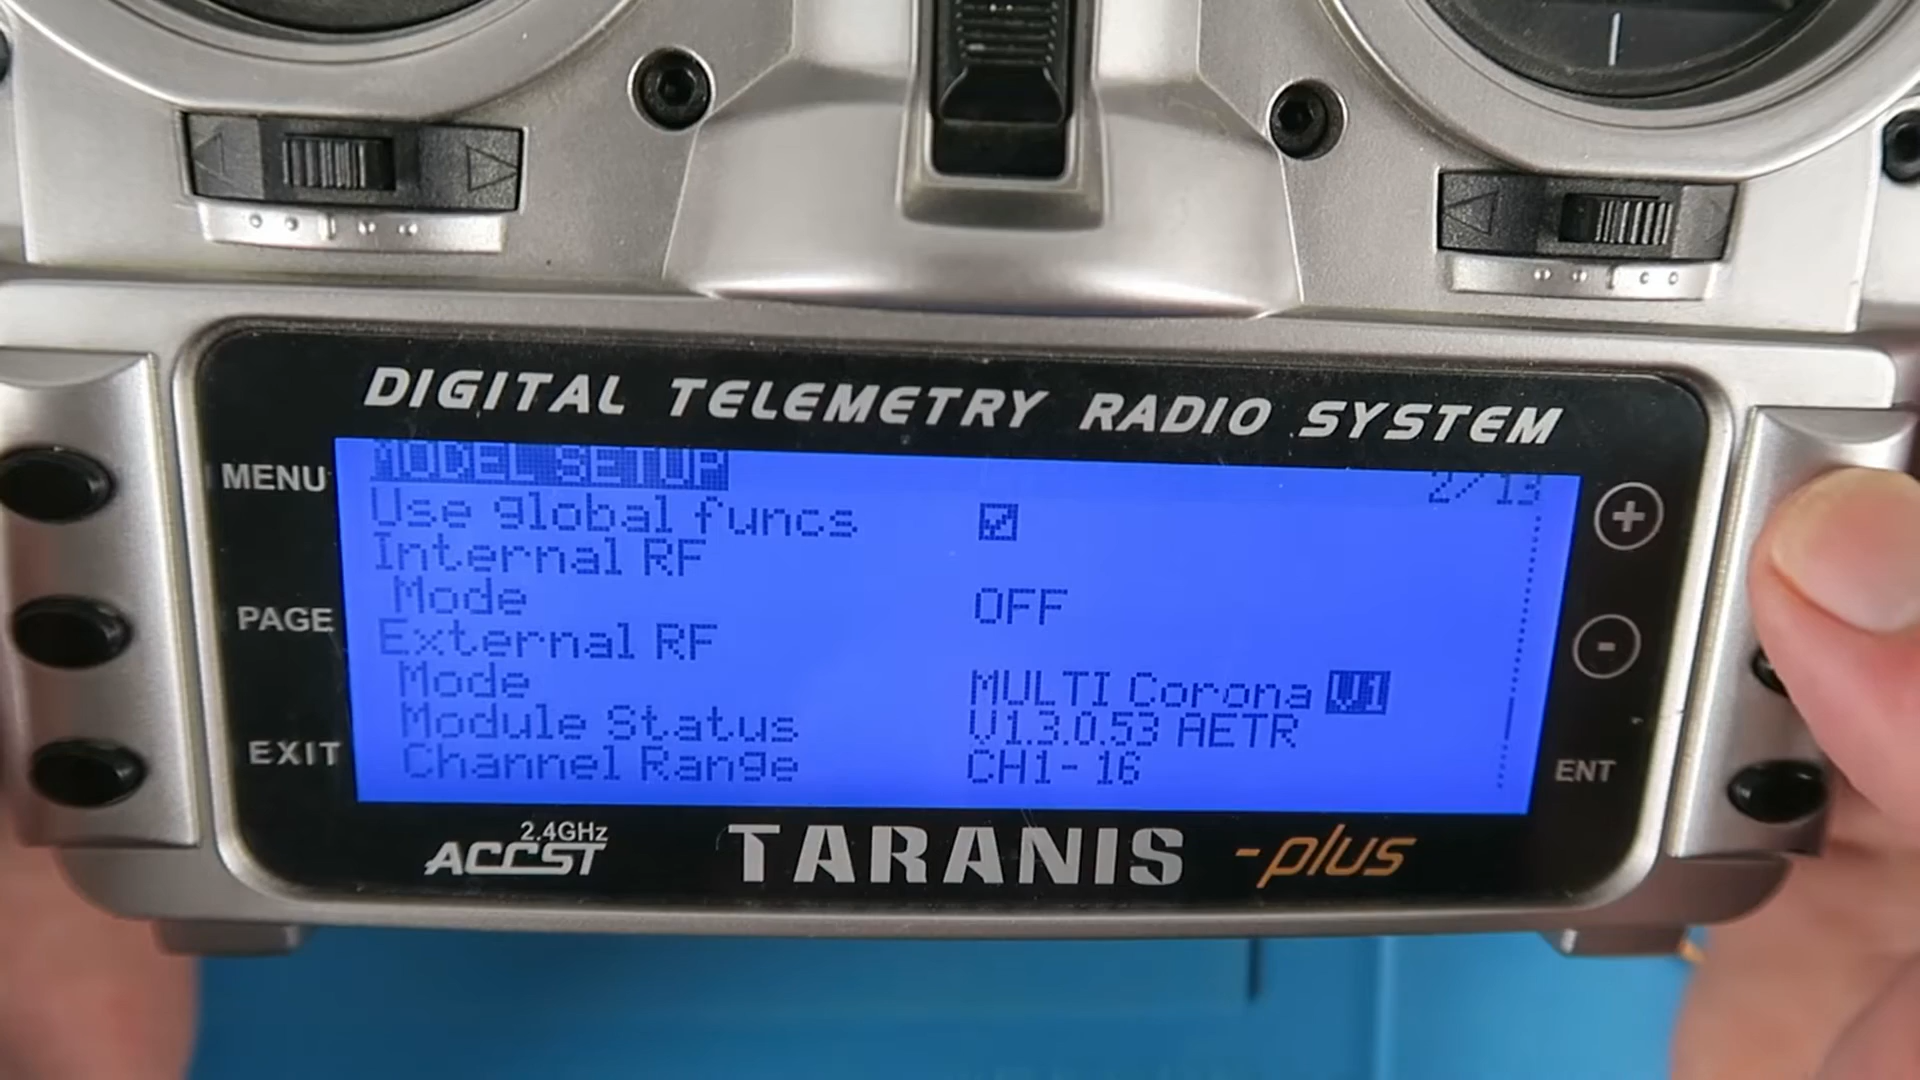 DIGITAL TELEMETRY RADIO SYSTEM
MENU
PAGE
EXIT
MODEL SETUP 2/13
Use global funcs
Internal RF
Mode OFF
External RF
Mode MULTI Corona V1
Module Status V1.3.0.53 AETR
Channel Range CH1-16
+
-
ENT
2.4GHz
ACCST
TARANIS -plus